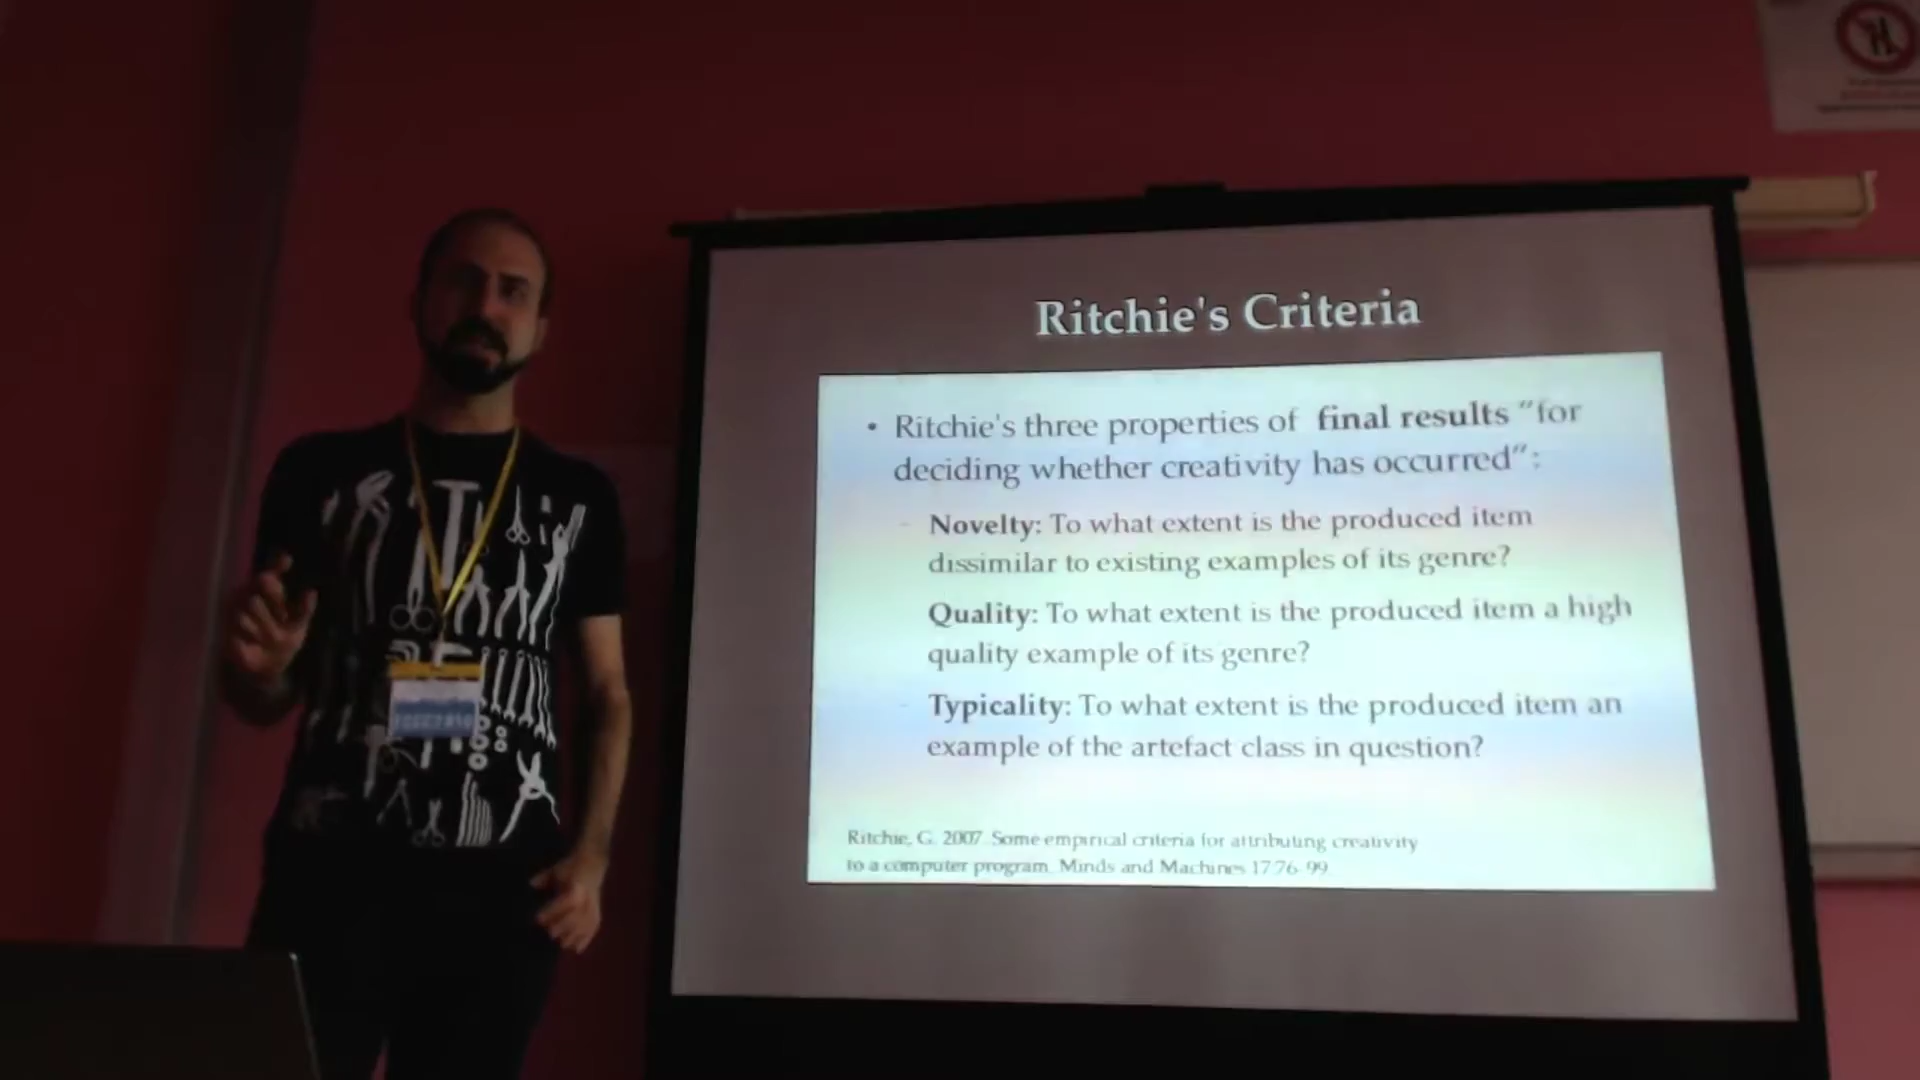 Ritchie's Criteria
• Ritchie's three properties of final results "for
deciding whether creativity has occurred":
– Novelty: To what extent is the produced item
dissimilar to existing examples of its genre?
Quality: To what extent is the produced item a high
quality example of its genre?
– Typicality: To what extent is the produced item an
example of the artefact class in question?
Ritchie, G. 2007. Some empirical criteria for attributing creativity
to a computer program. Minds and Machines 17:76–99.